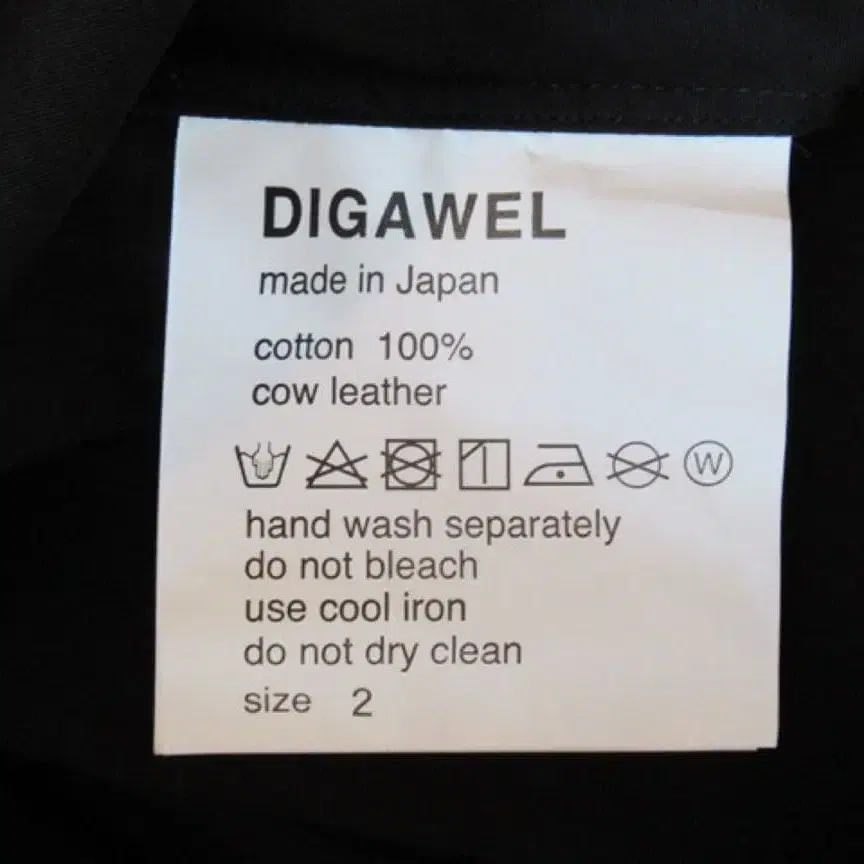 DIGAWEL
made in Japan
cotton 100%
cow leather
W
hand wash separately
do not bleach
use cool iron
do not dry clean
size 2